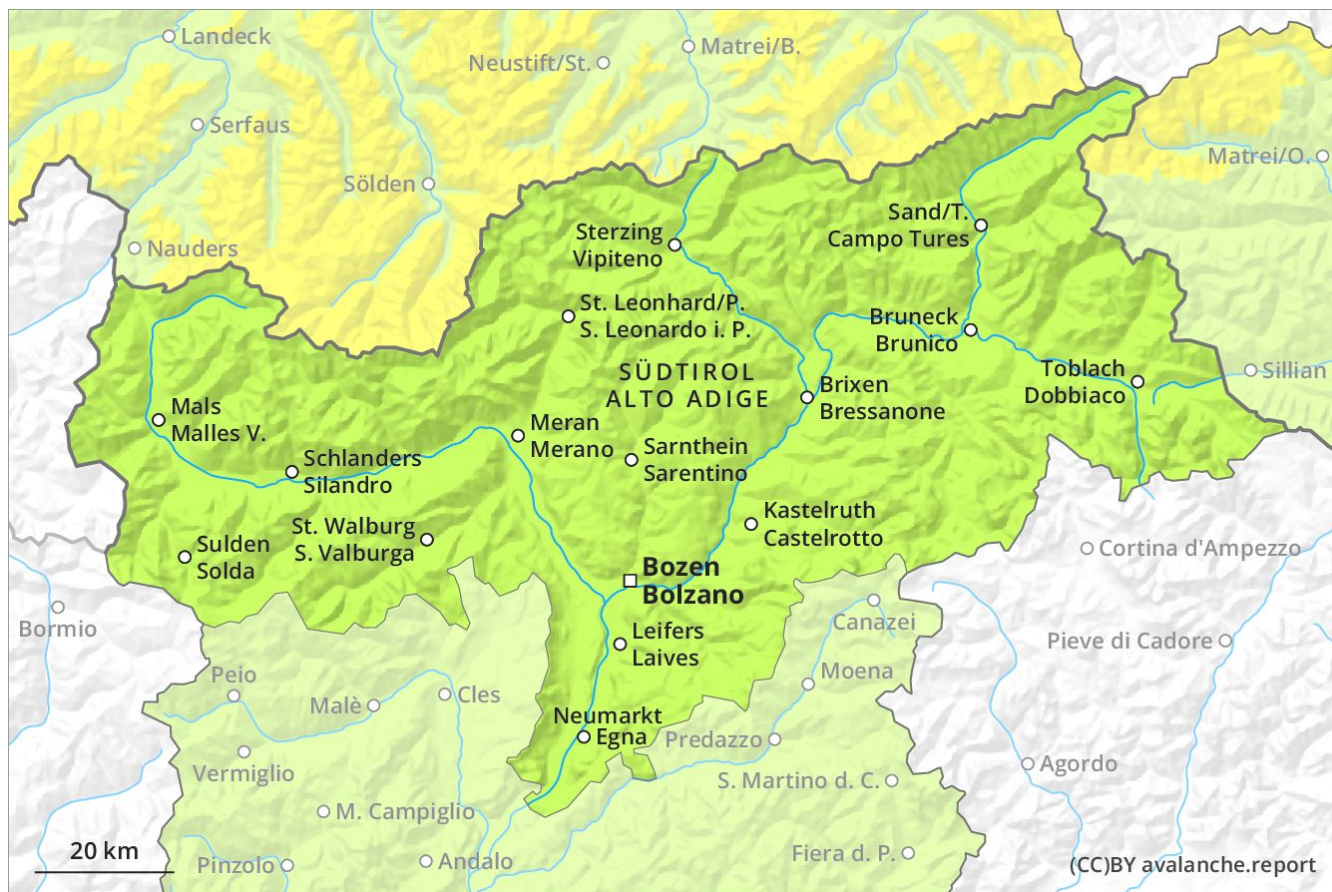 Landeck
Matrei/B.
Neustift/St.
Serfaus
Matrei/O.
Sölden
Nauders
Sand/T.
Campo Tures
Sterzing
Vipiteno
St. Leonhard/P.
S. Leonardo i. P.
Bruneck
Brunico
SÜDTIROL
ALTO ADIGE
Toblach
Dobbiaco
Sillian
Brixen
Bressanone
Mals
Malles V.
Meran
Merano
Sarnthein
Sarentino
Schlanders
Silandro
Kastelruth
Castelrotto
St. Walburg
S. Valburga
Sulden
Solda
Cortina d'Ampezzo
Bozen
Bolzano
Bormio
Canazei
Leifers
Laives
Pieve di Cadore
Peio
Moena
Malè
Cles
Neumarkt
Egna
Predazzo
Vermiglio
Agordo
S. Martino d. C.
M. Campiglio
20 km
Pinzolo
Andalo
Fiera d. P.
(CC)BY avalanche.report